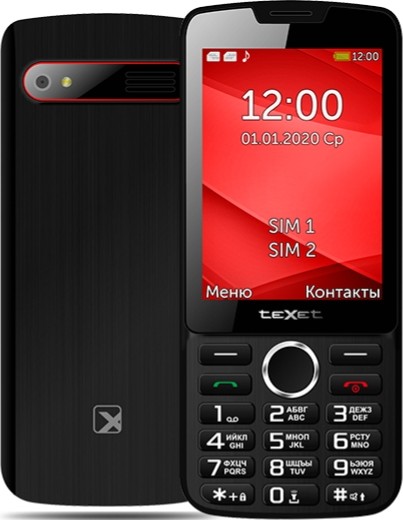 12:00
12:00
01.01.2020 Ср
SIM 1
SIM 2
Меню Контакты
teXet
1 2 АБВГ ABC 3 ДЕЖЗ DEF
4 ИЙКЛ GHI 5 МНОП JKL 6 РСТУ MNO
7 ФХЦЧ PQRS 8 ШЩЪЫ TUV 9 ЬЭЮЯ WXYZ
*+ 0 #